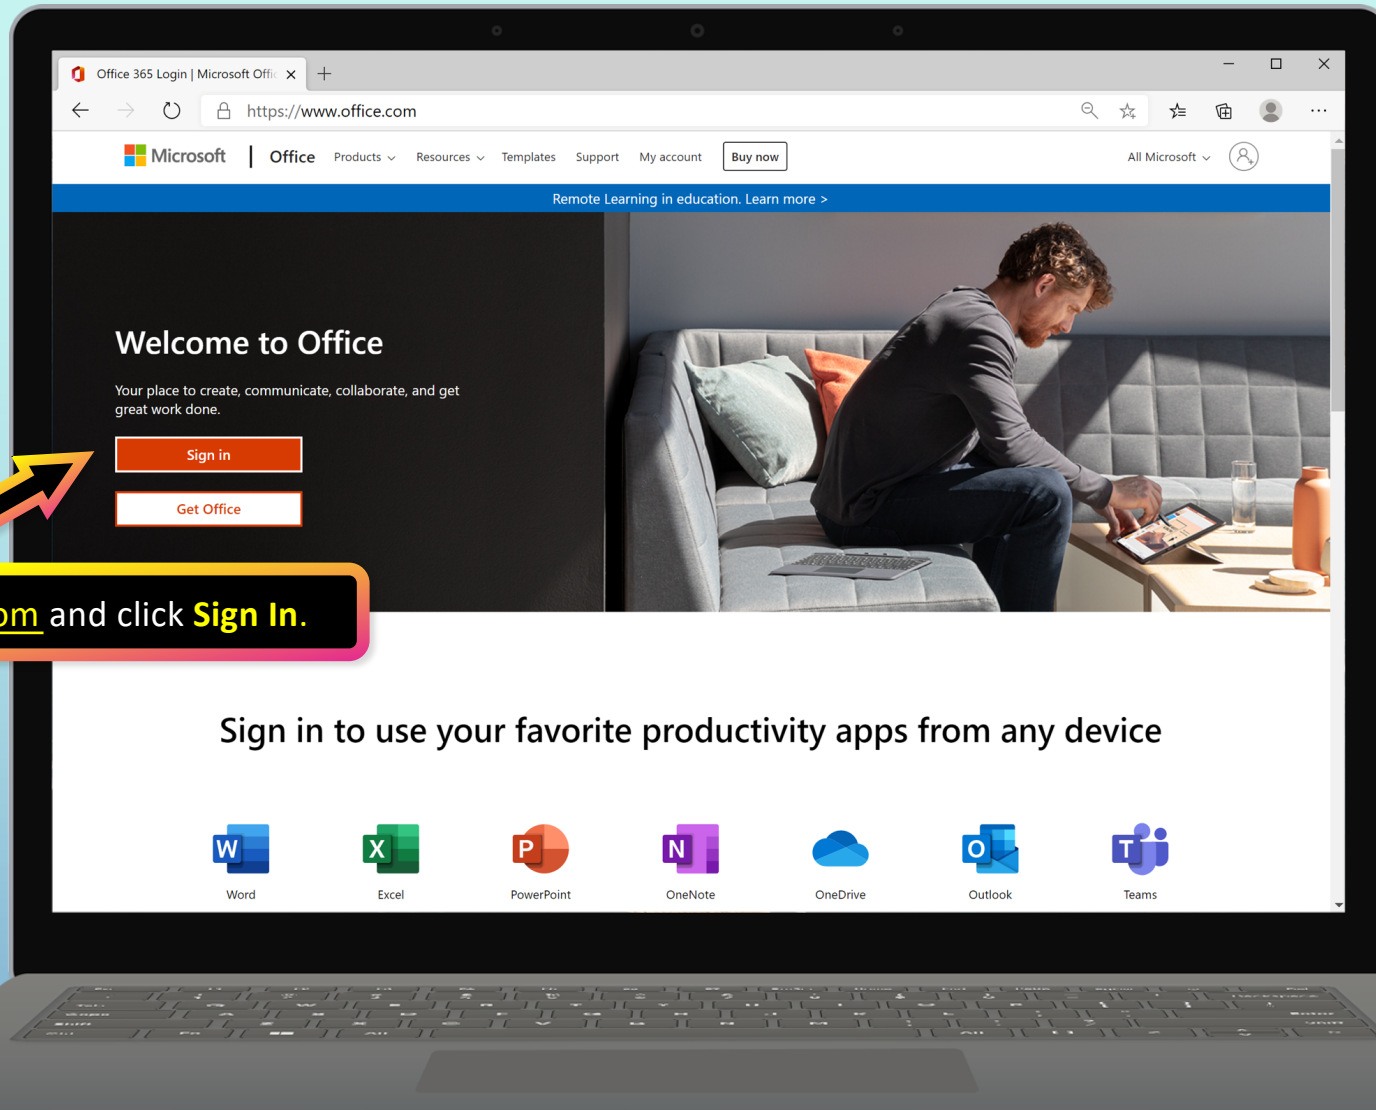 Office 365 Login | Microsoft Offic
https://www.office.com
Microsoft | Office Products Resources Templates Support My account Buy now All Microsoft
Remote Learning in education. Learn more >
Welcome to Office
Your place to create, communicate, collaborate, and get
great work done.
Sign in
Get Office
om and click Sign In.
Sign in to use your favorite productivity apps from any device
W X P N O T
Word Excel PowerPoint OneNote OneDrive Outlook Teams